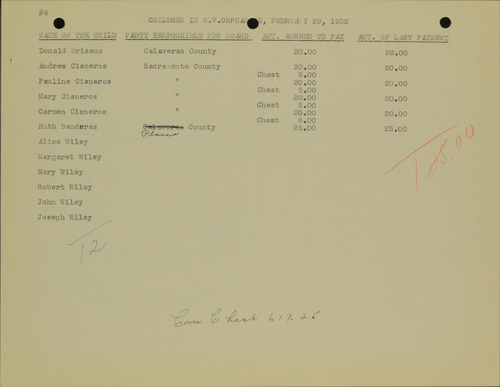 #4
CHILDREN IN G.V.ORPHANAGE, FEBRUARY 29, 1932
NAME OF THE CHILD PARTY RESPONSIBLE FOR BOARD AMT. AGREED TO PAY AMT. OF LAST PAYMENT
Donald Briseno Calaveras County 20.00 20.00
Andrew Cisneros Sacramento County 20.00 20.00
Chest 5.00
Pauline Cisneros " 20.00 20.00
Chest 5.00
Mary Cisneros " 20.00 20.00
Chest 5.00
Carmen Cisneros " 20.00 20.00
Chest 5.00
Ruth Banderas Calaveras County 25.00 25.00
Placer
Alice Wiley
Margaret Wiley
Mary Wiley
Robert Wiley
John Wiley
Joseph Wiley
125.00
12
Com Chest 617.25